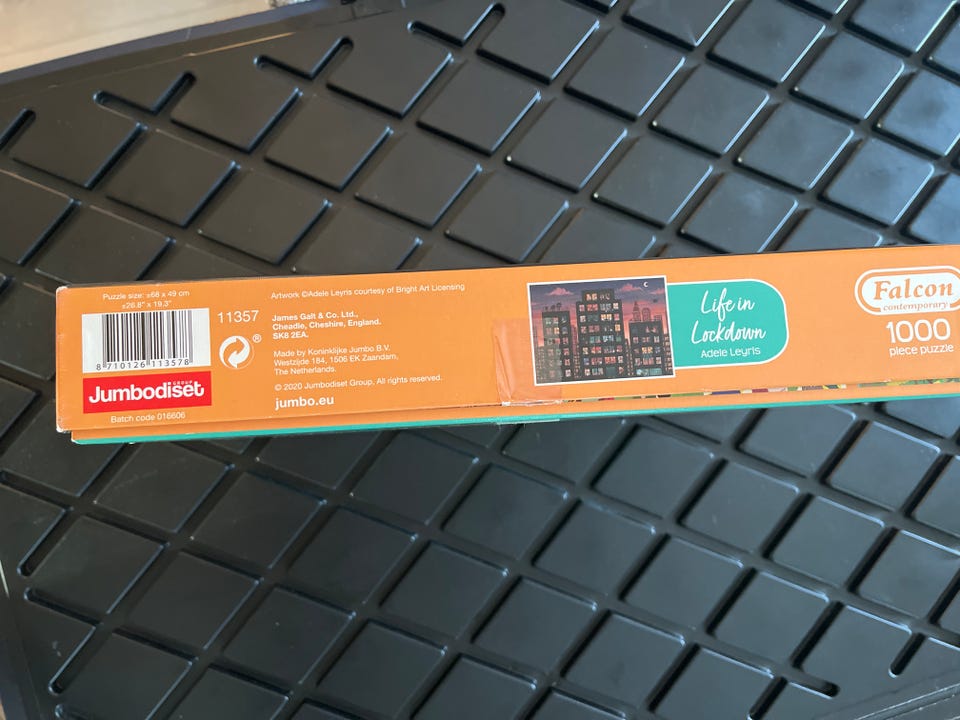 Puzzle size: ±68 x 49 cm
±26.8" x 19.3"
8 710126 113578
Jumbodiset
GROUP
Batch code 016606
11357
®
Artwork ©Adele Leyris courtesy of Bright Art Licensing
James Galt & Co. Ltd.,
Cheadle, Cheshire, England.
SK8 2EA.
Made by Koninklijke Jumbo B.V.
Westzijde 184, 1506 EK Zaandam,
The Netherlands.
© 2020 Jumbodiset Group, All rights reserved.
jumbo.eu
Life in
Lockdown
Adele Leyris
Falcon
contemporary
1000
piece puzzle